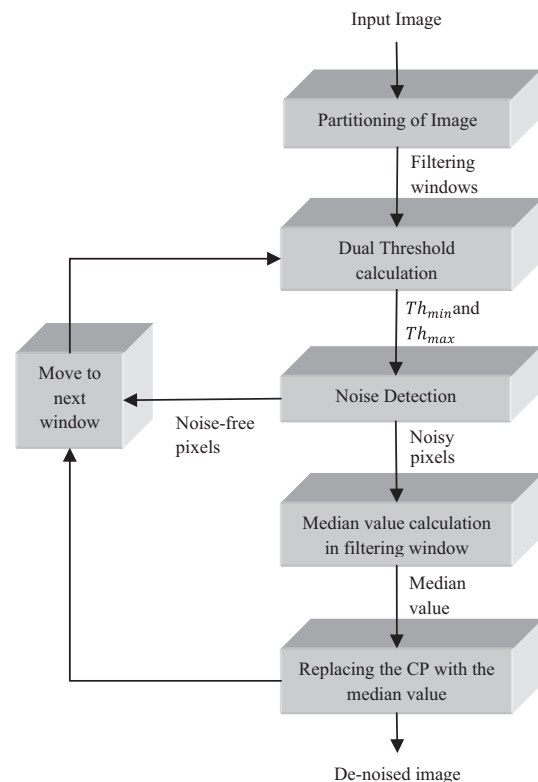 Input Image
Partitioning of Image
Filtering
windows
Dual Threshold
calculation
Th_min and
Th_max
Move to
next
window
Noise-free
pixels
Noise Detection
Noisy
pixels
Median value calculation
in filtering window
Median
value
Replacing the CP with the
median value
De-noised image